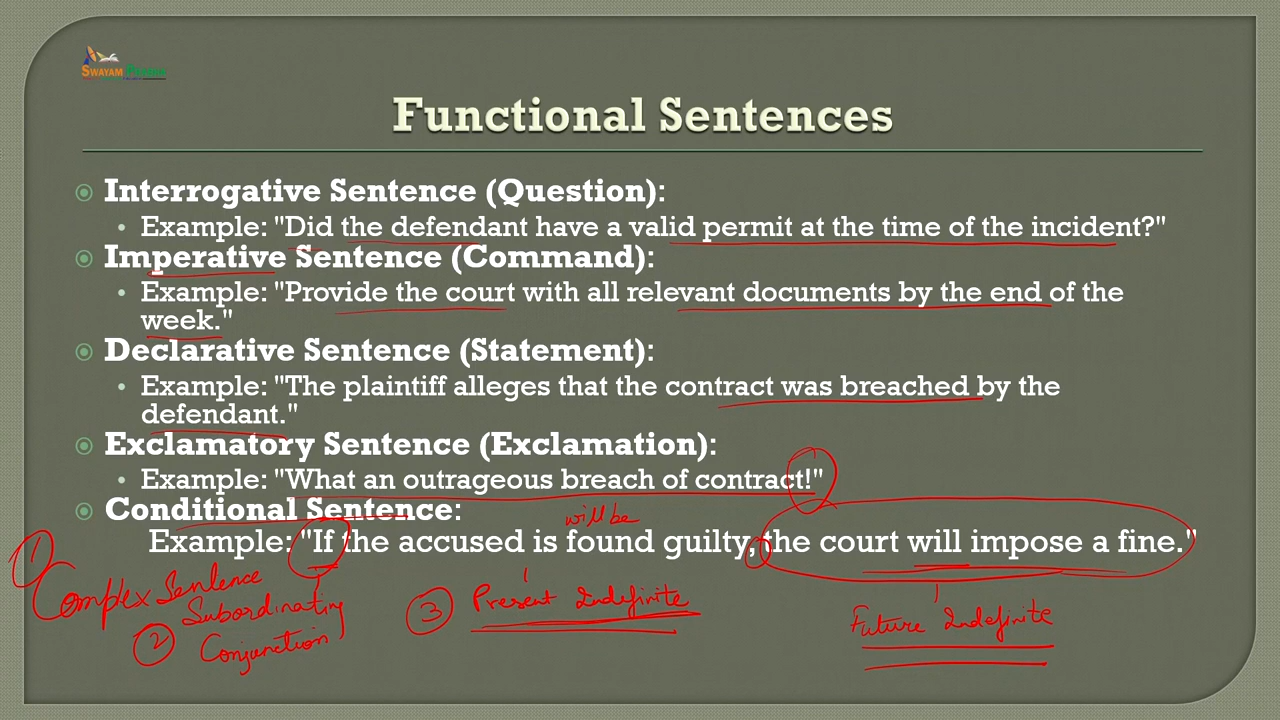 SWAYAM PRABHA
Functional Sentences
Interrogative Sentence (Question):
• Example: "Did the defendant have a valid permit at the time of the incident?"
Imperative Sentence (Command):
• Example: "Provide the court with all relevant documents by the end of the
week."
Declarative Sentence (Statement):
• Example: "The plaintiff alleges that the contract was breached by the
defendant."
Exclamatory Sentence (Exclamation):
• Example: "What an outrageous breach of contract!"
Conditional Sentence:
will be
Example: "If the accused is found guilty, the court will impose a fine."
1 Complex Sentence
Subordinating
2 Conjunction
3 Present Indefinite
Future Indefinite